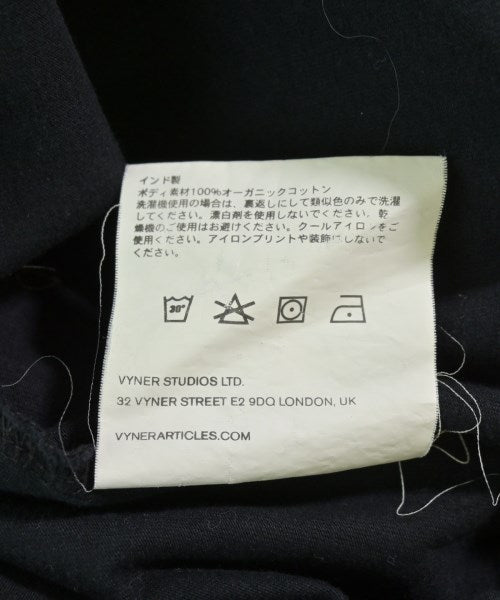 インド製
ボディ素材100%オーガニックコットン
洗濯機使用の場合は、裏返しにして類似色のみで洗濯
してください。漂白剤を使用しないでください。乾
燥機のご使用はお避けください。クールアイロンをご
使用ください。アイロンプリントや装飾はしないで
ください。
30°
VYNER STUDIOS LTD.
32 VYNER STREET E2 9DQ LONDON, UK
VYNERARTICLES.COM